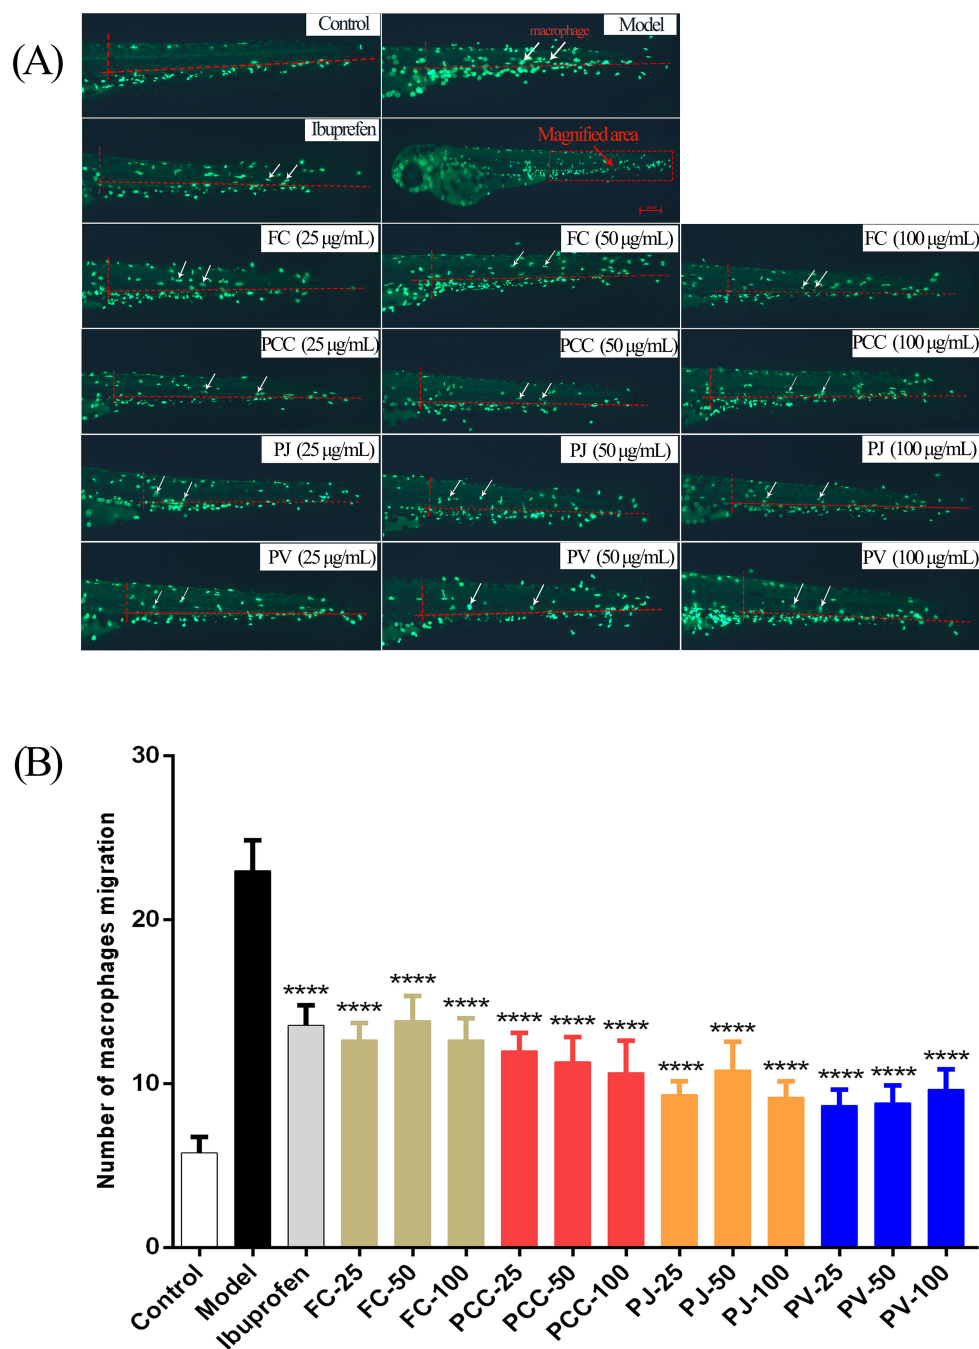 (A)
Control
macrophage
Model
Ibuprefen
Magnified area
FC (25 μg/mL)
FC (50 μg/mL)
FC (100 μg/mL)
PCC (25 μg/mL)
PCC (50 μg/mL)
PCC (100 μg/mL)
PJ (25 μg/mL)
PJ (50 μg/mL)
PJ (100 μg/mL)
PV (25 μg/mL)
PV (50 μg/mL)
PV (100 μg/mL)
(B)
Number of macrophages migration
30
20
10
0
****
****
****
****
****
****
****
****
****
****
****
****
****
Control
Model
Ibuprofen
FC-25
FC-50
FC-100
PCC-25
PCC-50
PCC-100
PJ-25
PJ-50
PJ-100
PV-25
PV-50
PV-100